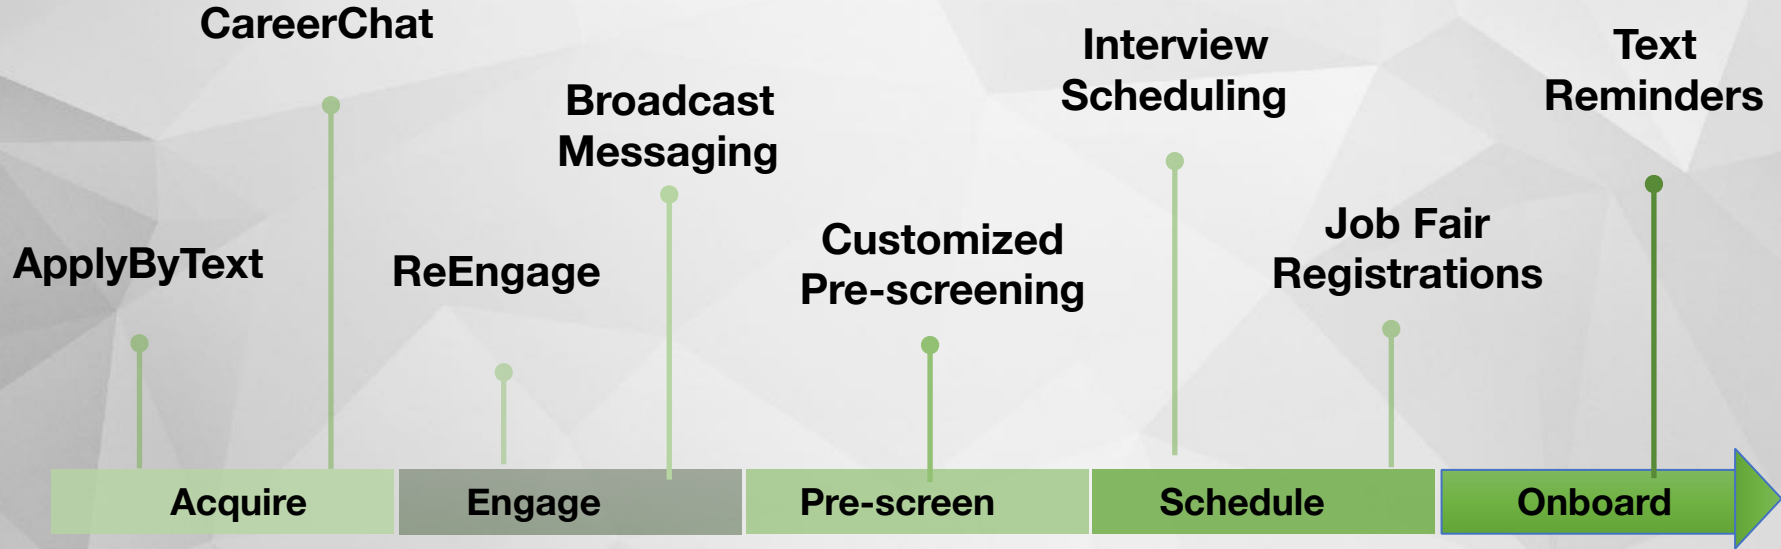 CareerChat
Interview
Scheduling
Text
Reminders
Broadcast
Messaging
ApplyByText
ReEngage
Customized
Pre-screening
Job Fair
Registrations
Acquire
Engage
Pre-screen
Schedule
Onboard